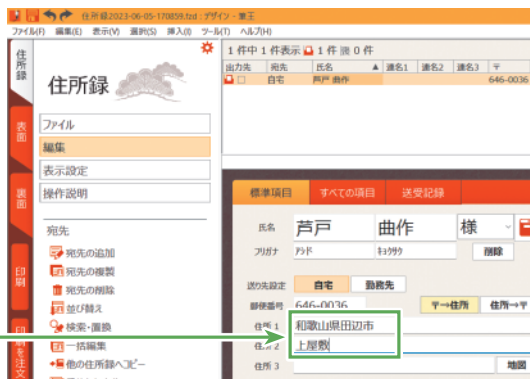 住所録2023-06-05-170859.fzd : デザイン - 筆王
ファイル(F) 編集(E) 表示(V) 選択(S) 挿入(I) ツール(T) ヘルプ(H)
住所録
表面
裏面
印刷
住所録
ファイル
編集
表示設定
操作説明
宛先
宛先の追加
宛先の複製
宛先の削除
並び替え
検索・置換
一括編集
他の住所録へコピー
1 件中 1 件表示 1 件 0 件
出力先 宛先 氏名 ▲ 連名1 連名2 連名3 〒
自宅 芦戸 曲作 646-0036
標準項目 すべての項目 送受記録
氏名 芦戸 曲作 様
フリガナ アシド キョクサク 削除
送り先設定 自宅 勤務先
郵便番号 646-0036 〒→住所 住所→〒
住所 1 和歌山県田辺市
住所 2 上屋敷
住所 3 地図